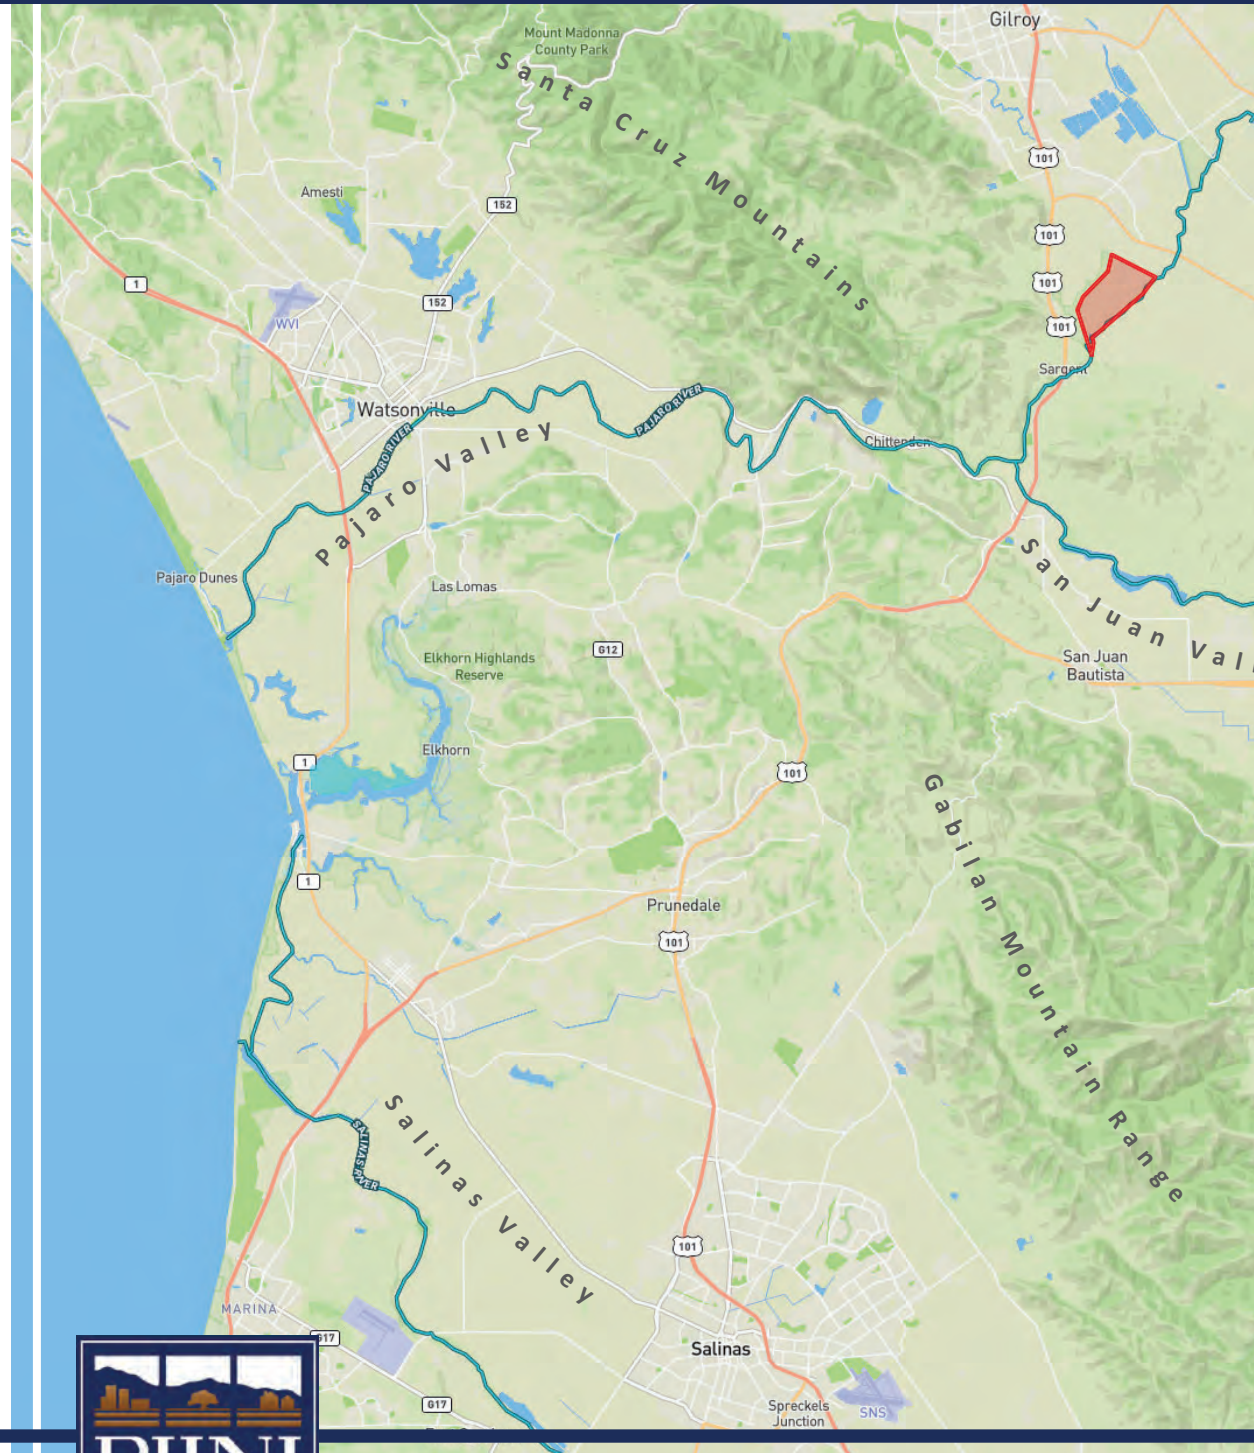 Gilroy
Mount Madonna
County Park
Santa Cruz Mountains
101
Amesti
152
101
1
152
101
WVI
101
Sargent
Watsonville
PAJARO RIVER
PAJARO RIVER
Pajaro Valley
Chittenden
Pajaro Dunes
Las Lomas
San Juan
G12
Elkhorn Highlands
Reserve
San Juan
Bautista
Elkhorn
1
101
Gabilan Mountain Range
1
Prunedale
101
Salinas Valley
SALINAS RIVER
101
MARINA
G17
Salinas
G17
Spreckels
Junction
SNS